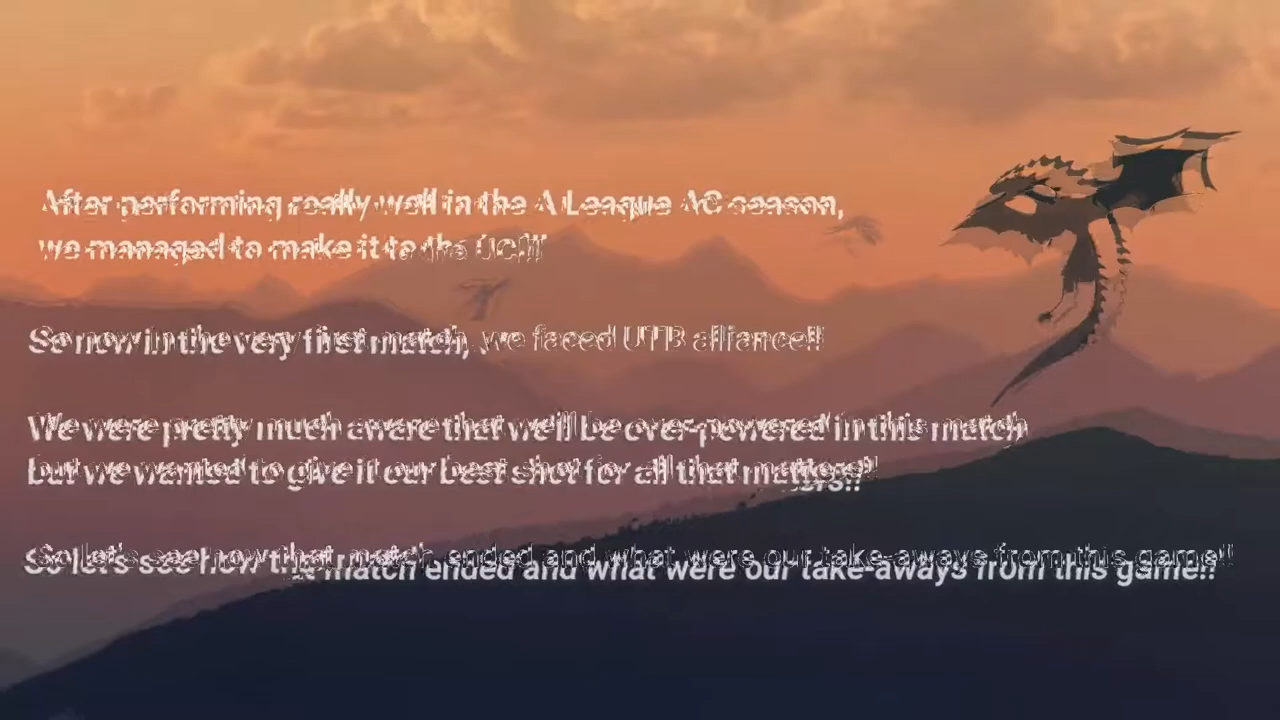 After performing really well in the A League AC season,
we managed to make it to the UCl!!
So now in the very first match, we faced UTB alliance!!
We were pretty much aware that we'll be over-powered in this match
but we wanted to give it our best shot for all that matters!!
So let's see how that match ended and what were our take-aways from this game!!